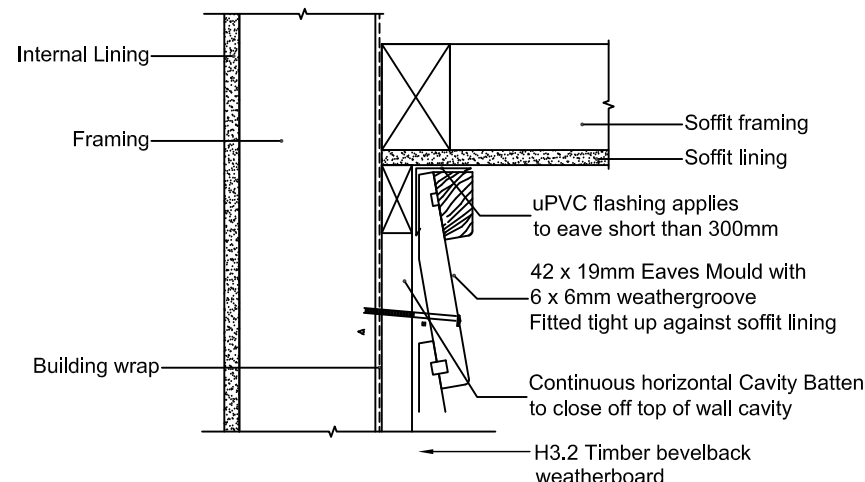 Internal Lining
Framing
Building wrap
Soffit framing
Soffit lining
uPVC flashing applies
to eave short than 300mm
42 x 19mm Eaves Mould with
6 x 6mm weathergroove
Fitted tight up against soffit lining
Continuous horizontal Cavity Batten
to close off top of wall cavity
H3.2 Timber bevelback
weatherboard